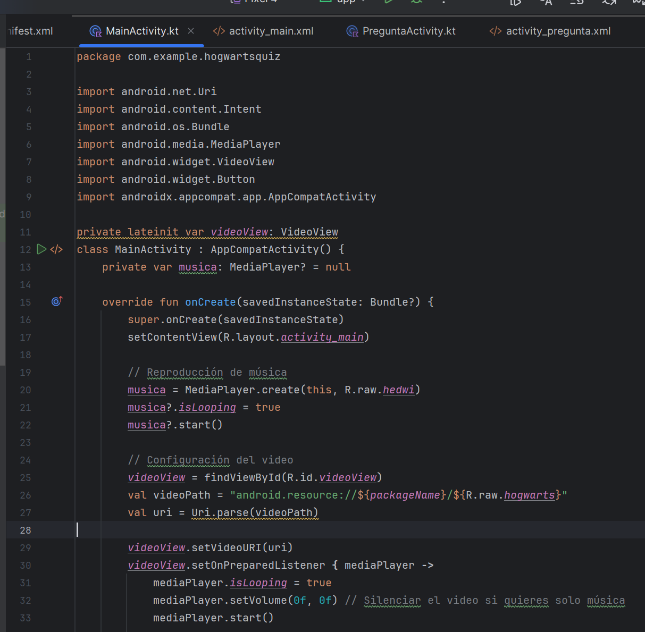 Pixel 4 app
nifest.xml MainActivity.kt activity_main.xml PreguntaActivity.kt activity_pregunta.xml
1 package com.example.hogwartsquiz
2
3 import android.net.Uri
4 import android.content.Intent
5 import android.os.Bundle
6 import android.media.MediaPlayer
7 import android.widget.VideoView
8 import android.widget.Button
9 import androidx.appcompat.app.AppCompatActivity
10
11 private lateinit var videoView: VideoView
12 class MainActivity : AppCompatActivity() {
13 private var musica: MediaPlayer? = null
14
15 override fun onCreate(savedInstanceState: Bundle?) {
16 super.onCreate(savedInstanceState)
17 setContentView(R.layout.activity_main)
18
19 // Reproducción de música
20 musica = MediaPlayer.create(this, R.raw.hedwi)
21 musica?.isLooping = true
22 musica?.start()
23
24 // Configuración del video
25 videoView = findViewById(R.id.videoView)
26 val videoPath = "android.resource://${packageName}/${R.raw.hogwarts}"
27 val uri = Uri.parse(videoPath)
28
29 videoView.setVideoURI(uri)
30 videoView.setOnPreparedListener { mediaPlayer ->
31 mediaPlayer.isLooping = true
32 mediaPlayer.setVolume(0f, 0f) // Silenciar el video si quieres solo música
33 mediaPlayer.start()